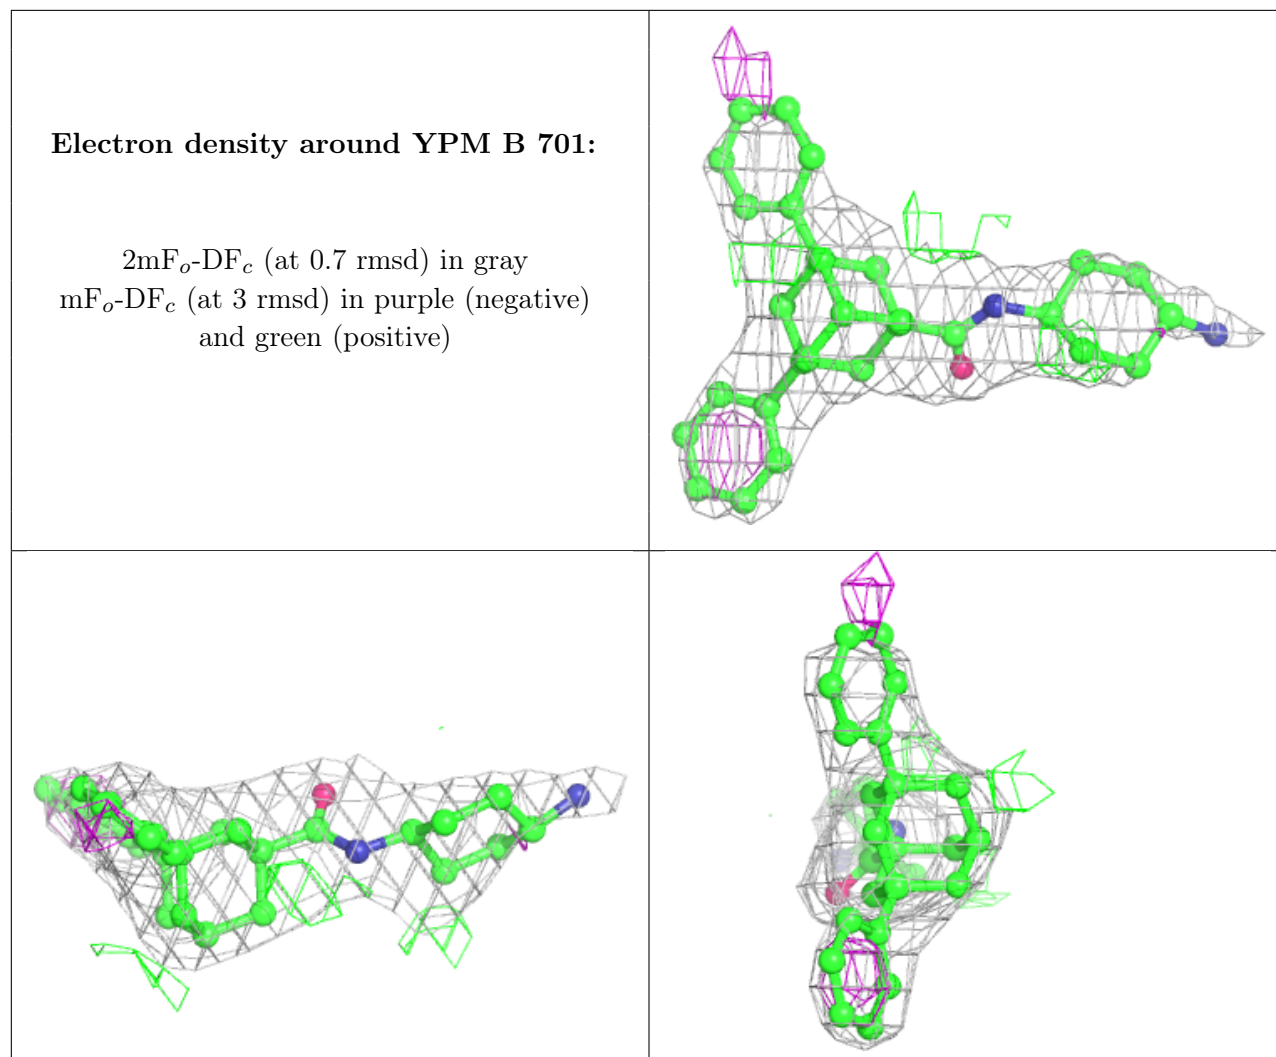 Electron density around YPM B 701:
2mFo-DFc (at 0.7 rmsd) in gray
mFo-DFc (at 3 rmsd) in purple (negative)
and green (positive)